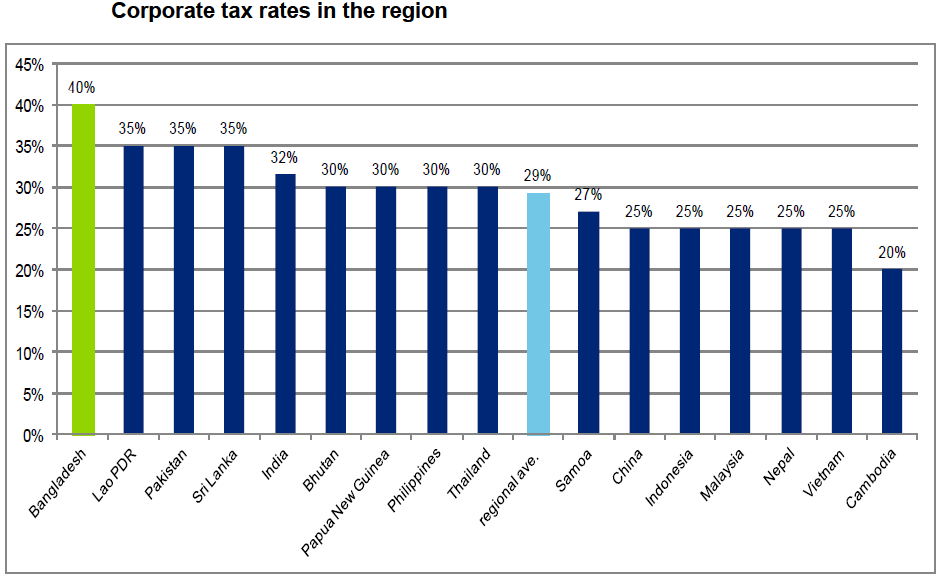 Corporate tax rates in the region
45%
40%
35%
30%
25%
20%
15%
10%
5%
0%
40%
35%
35%
35%
32%
30%
30%
30%
30%
29%
27%
25%
25%
25%
25%
25%
20%
Bangladesh
Lao PDR
Pakistan
Sri Lanka
India
Bhutan
Papua New Guinea
Philippines
Thailand
regional ave.
Samoa
China
Indonesia
Malaysia
Nepal
Vietnam
Cambodia